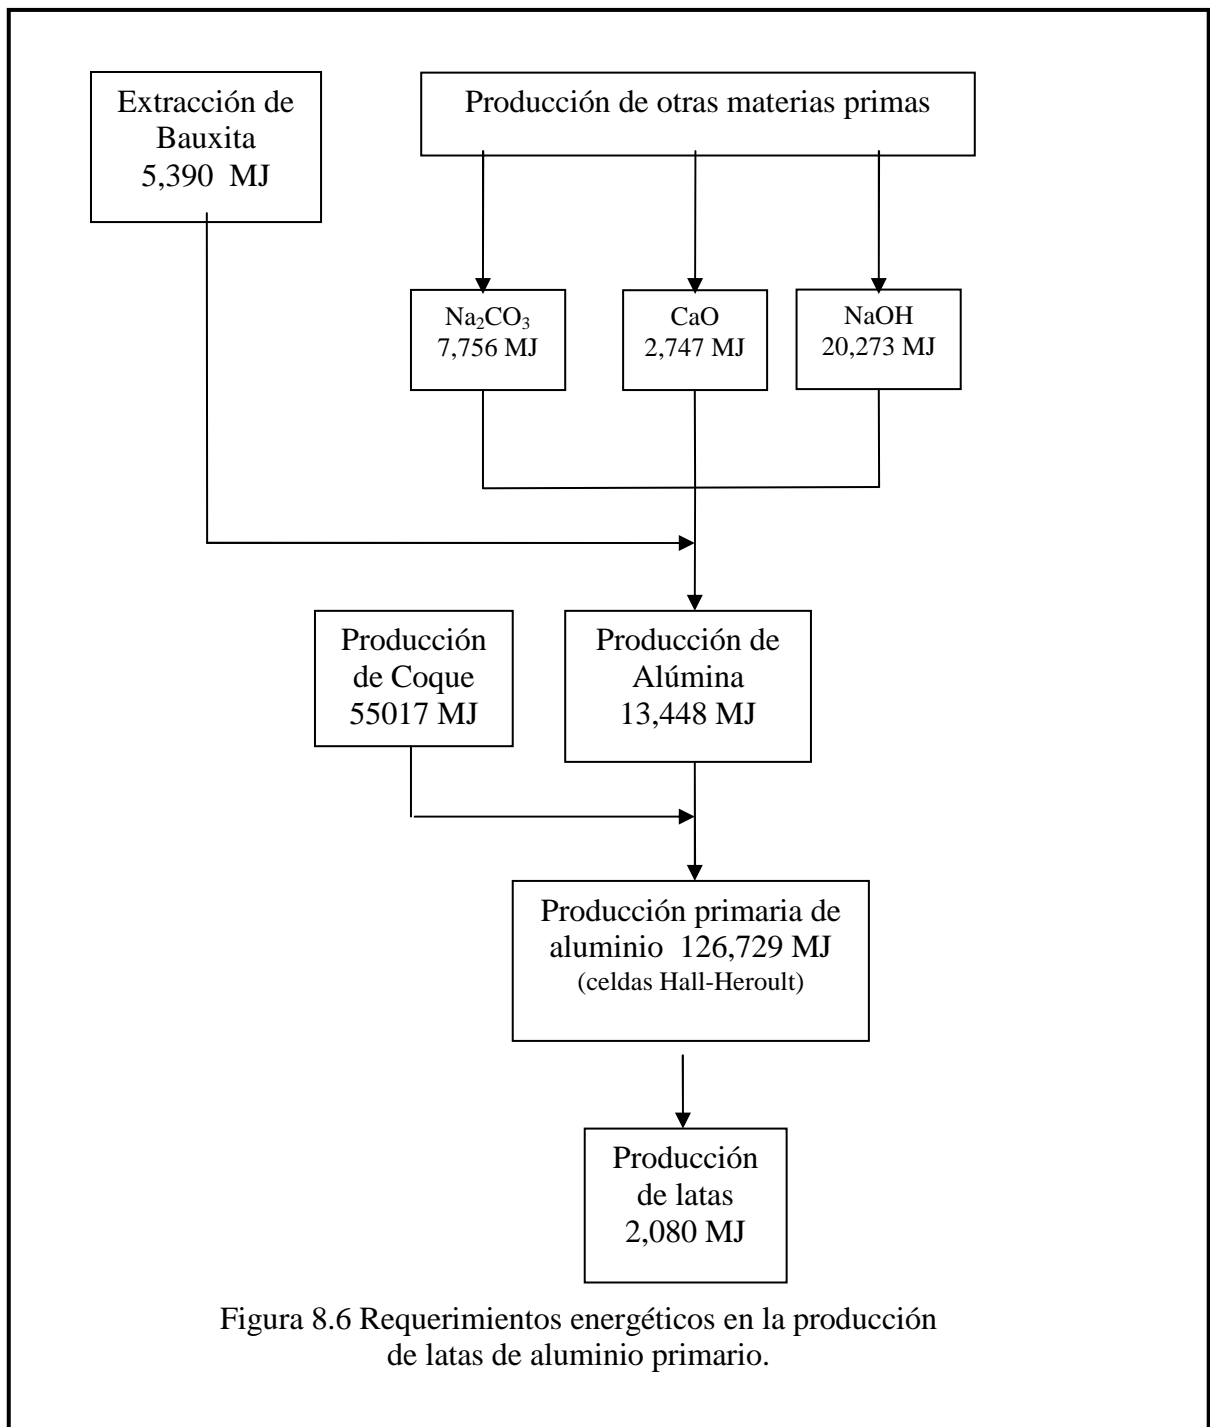 Extracción de
Bauxita
5,390 MJ
Producción de otras materias primas
Na₂CO₃
7,756 MJ
CaO
2,747 MJ
NaOH
20,273 MJ
Producción
de Coque
55017 MJ
Producción de
Alúmina
13,448 MJ
Producción primaria de
aluminio 126,729 MJ
(celdas Hall-Heroult)
Producción
de latas
2,080 MJ
Figura 8.6 Requerimientos energéticos en la producción
de latas de aluminio primario.